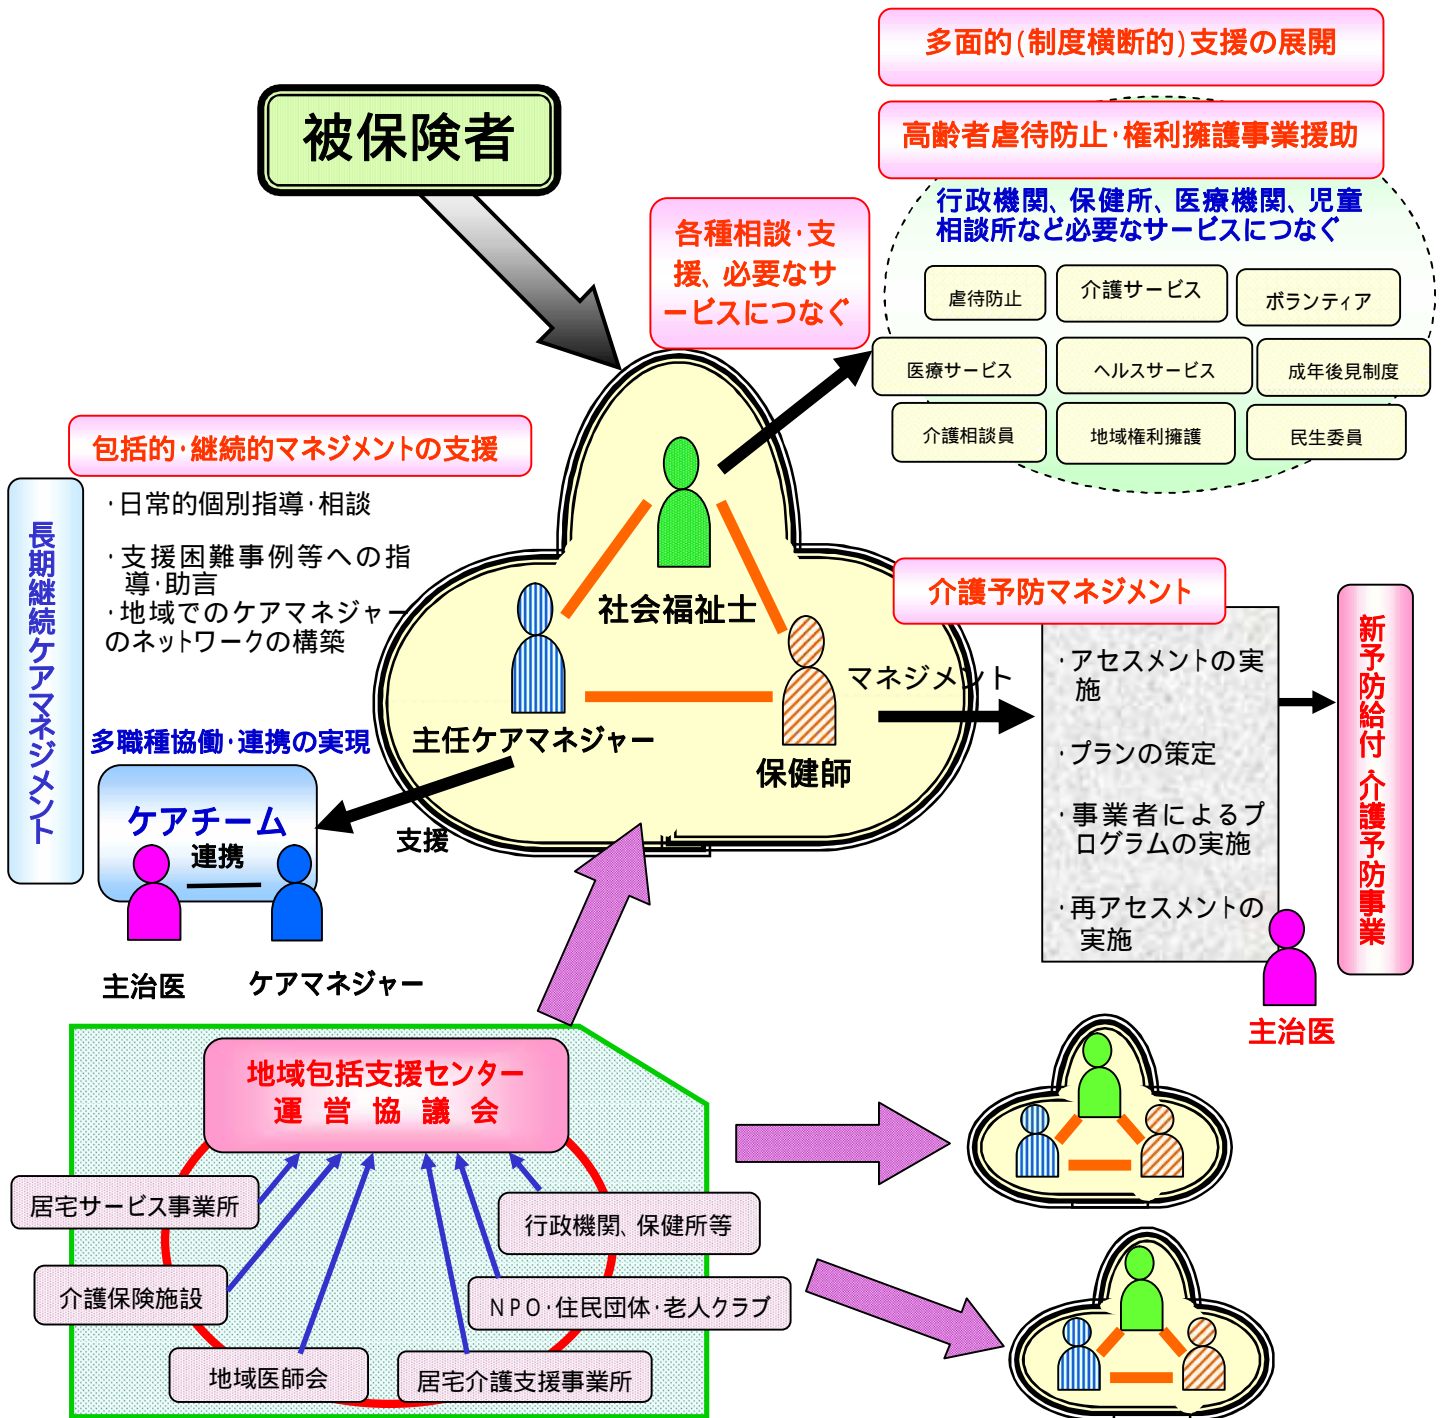 多面的(制度横断的)支援の展開
被保険者
高齢者虐待防止・権利擁護事業援助
行政機関、保健所、医療機関、児童
相談所など必要なサービスにつなぐ
各種相談・支
援、必要なサ
ービスにつなぐ
虐待防止
介護サービス
ボランティア
医療サービス
ヘルスサービス
成年後見制度
介護相談員
地域権利擁護
民生委員
包括的・継続的マネジメントの支援
・日常的個別指導・相談
・支援困難事例等への指
導・助言
・地域でのケアマネジャー
のネットワークの構築
長期継続ケアマネジメント
社会福祉士
主任ケアマネジャー
保健師
マネジメント
介護予防マネジメント
・アセスメントの実
施
・プランの策定
・事業者によるプ
ログラムの実施
・再アセスメントの
実施
新予防給付・介護予防事業
主治医
多職種協働・連携の実現
ケアチーム
連携
支援
主治医
ケアマネジャー
地域包括支援センター
運営協議会
居宅サービス事業所
行政機関、保健所等
介護保険施設
NPO・住民団体・老人クラブ
地域医師会
居宅介護支援事業所